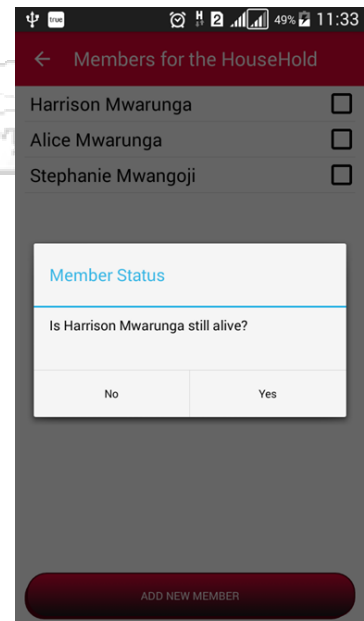 true
H
2
49%
11:33
Members for the HouseHold
Harrison Mwarunga
Alice Mwarunga
Stephanie Mwangoji
Member Status
Is Harrison Mwarunga still alive?
No
Yes
ADD NEW MEMBER